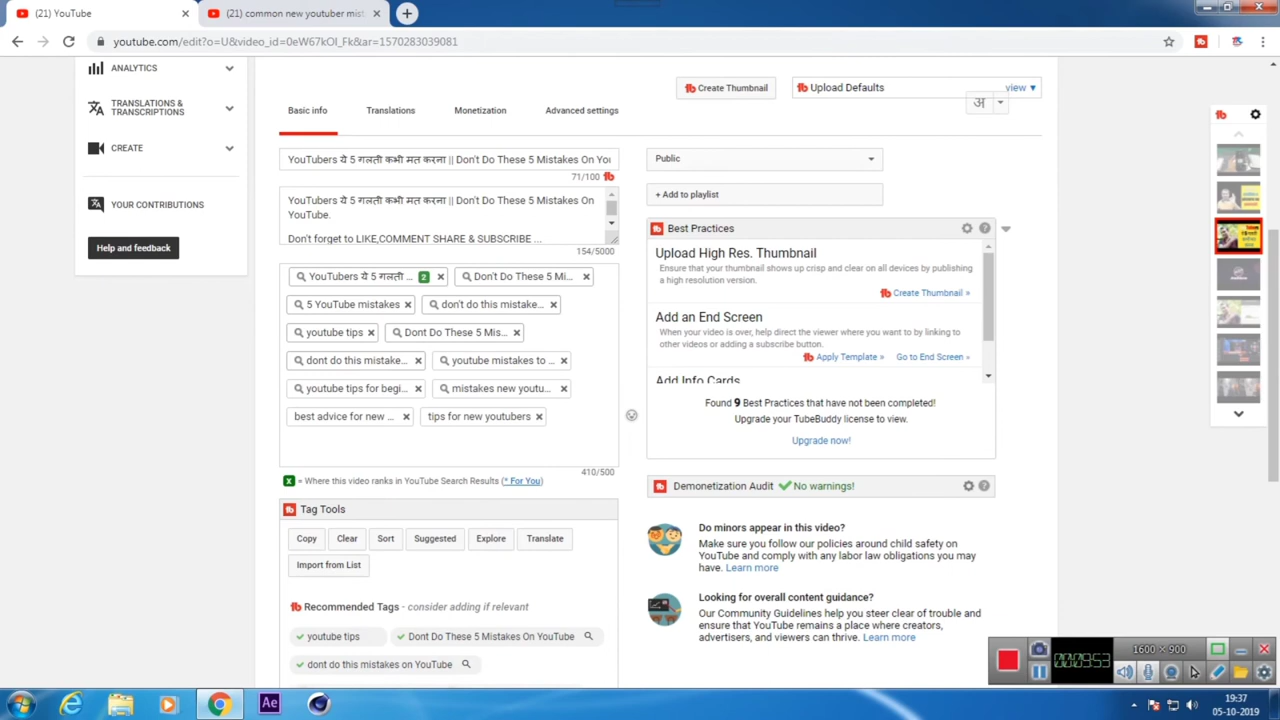 (21) YouTube
(21) common new youtuber mist
youtube.com/edit?o=U&video_id=0eW67kOI_Fk&ar=1570283039081
ANALYTICS
TRANSLATIONS &
TRANSCRIPTIONS
CREATE
YOUR CONTRIBUTIONS
Help and feedback
Create Thumbnail
Upload Defaults
view ▾
अ
Basic info
Translations
Monetization
Advanced settings
YouTubers ये 5 गलती कभी मत करना || Don't Do These 5 Mistakes On You
71/100
YouTubers ये 5 गलती कभी मत करना || Don't Do These 5 Mistakes On
YouTube.
Don't forget to LIKE,COMMENT SHARE & SUBSCRIBE ...
154/5000
YouTubers ये 5 गलती ... 2
Don't Do These 5 Mi...
5 YouTube mistakes
don't do this mistake...
youtube tips
Dont Do These 5 Mis...
dont do this mistake...
youtube mistakes to ...
youtube tips for begi...
mistakes new youtu...
best advice for new ...
tips for new youtubers
410/500
X = Where this video ranks in YouTube Search Results (* For You)
Tag Tools
Copy
Clear
Sort
Suggested
Explore
Translate
Import from List
Recommended Tags - consider adding if relevant
youtube tips
Dont Do These 5 Mistakes On YouTube
dont do this mistakes on YouTube
Public
+ Add to playlist
Best Practices
Upload High Res. Thumbnail
Ensure that your thumbnail shows up crisp and clear on all devices by publishing
a high resolution version.
Create Thumbnail »
Add an End Screen
When your video is over, help direct the viewer where you want to by linking to
other videos or adding a subscribe button.
Apply Template »
Go to End Screen »
Add Info Cards
Found 9 Best Practices that have not been completed!
Upgrade your TubeBuddy license to view.
Upgrade now!
Demonetization Audit
No warnings!
Do minors appear in this video?
Make sure you follow our policies around child safety on
YouTube and comply with any labor law obligations you may
have. Learn more
Looking for overall content guidance?
Our Community Guidelines help you steer clear of trouble and
ensure that YouTube remains a place where creators,
advertisers, and viewers can thrive. Learn more
00:03:53
1600 × 900
Ae
19:37
05-10-2019